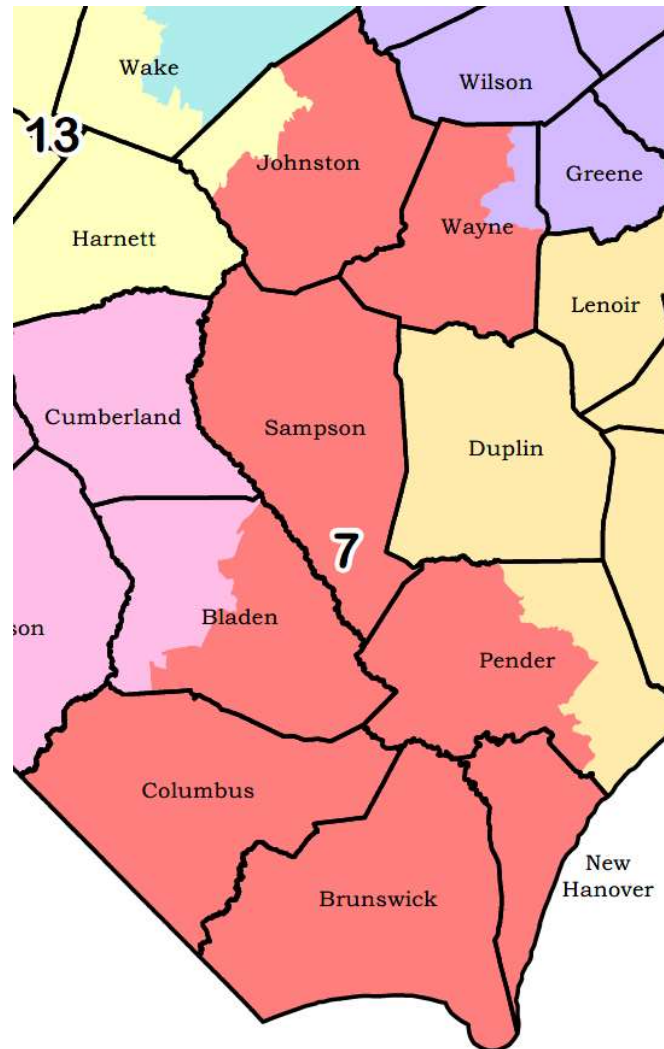 Wake
Wilson
13
Johnston
Greene
Harnett
Wayne
Lenoir
Cumberland
Sampson
Duplin
7
Bladen
son
Pender
Columbus
New
Hanover
Brunswick